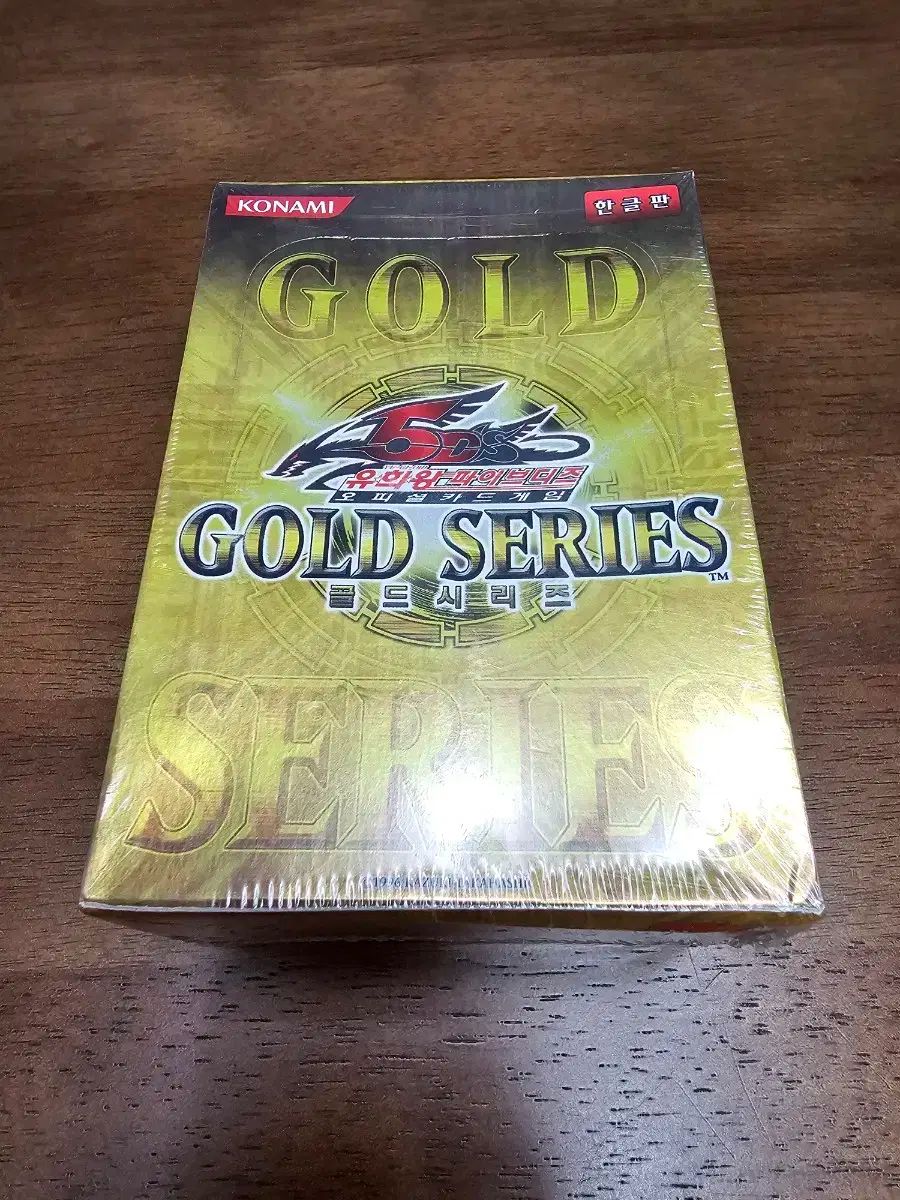 KONAMI
한글판
GOLD
5D's
유희왕 파이브디즈
오피셜카드게임
GOLD SERIES™
골드시리즈
SERIES